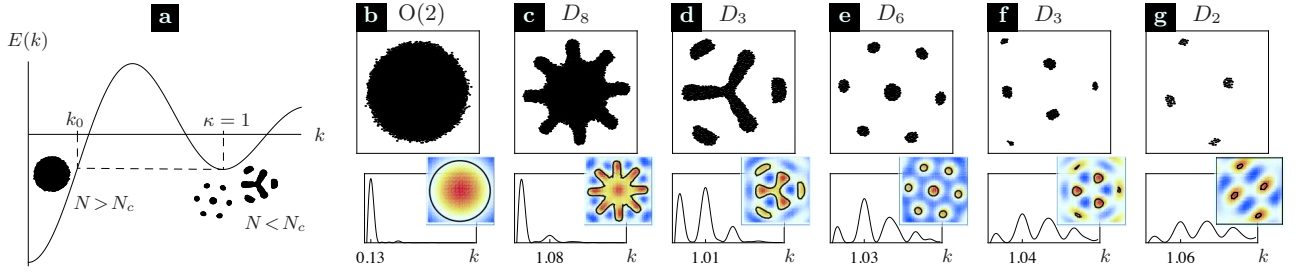 a
E(k)
k₀
κ = 1
k
N > N_c
N < N_c
b O(2)
0.13
k
c D₈
1.08
k
d D₃
1.01
k
e D₆
1.03
k
f D₃
1.04
k
g D₂
1.06
k